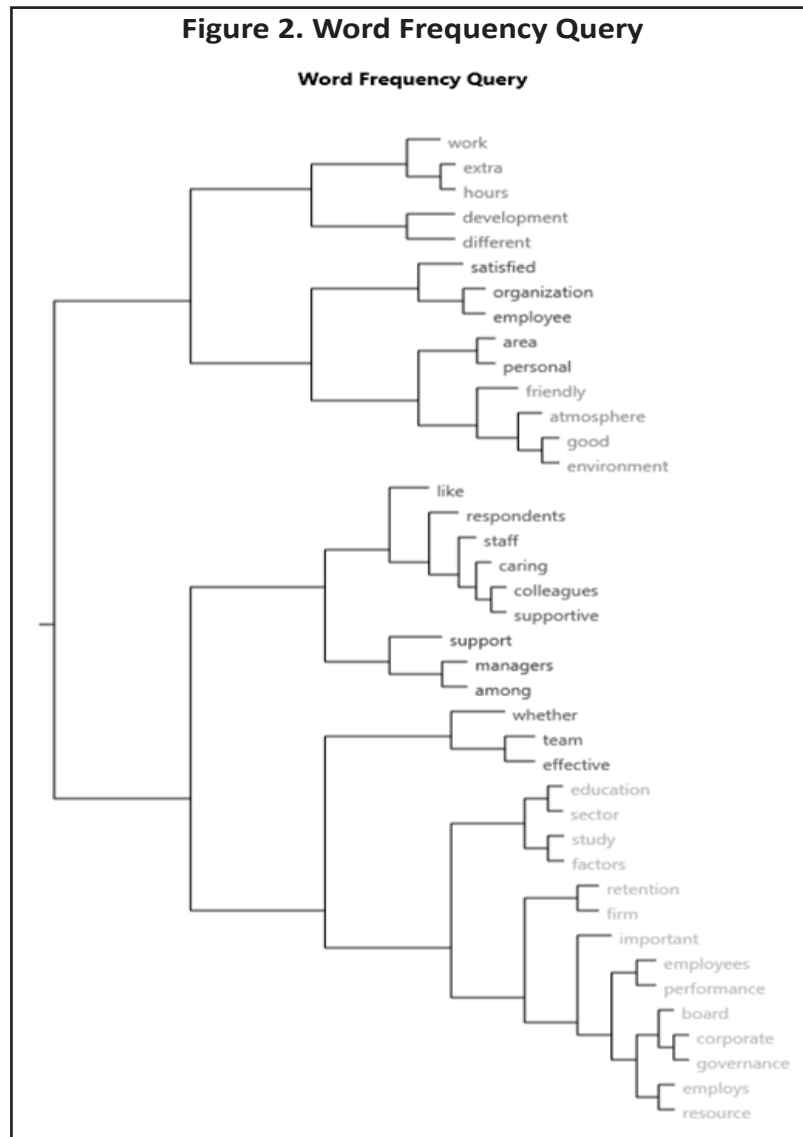 Figure 2. Word Frequency Query
Word Frequency Query
work
extra
hours
development
different
satisfied
organization
employee
area
personal
friendly
atmosphere
good
environment
like
respondents
staff
caring
colleagues
supportive
support
managers
among
whether
team
effective
education
sector
study
factors
retention
firm
important
employees
performance
board
corporate
governance
employs
resource